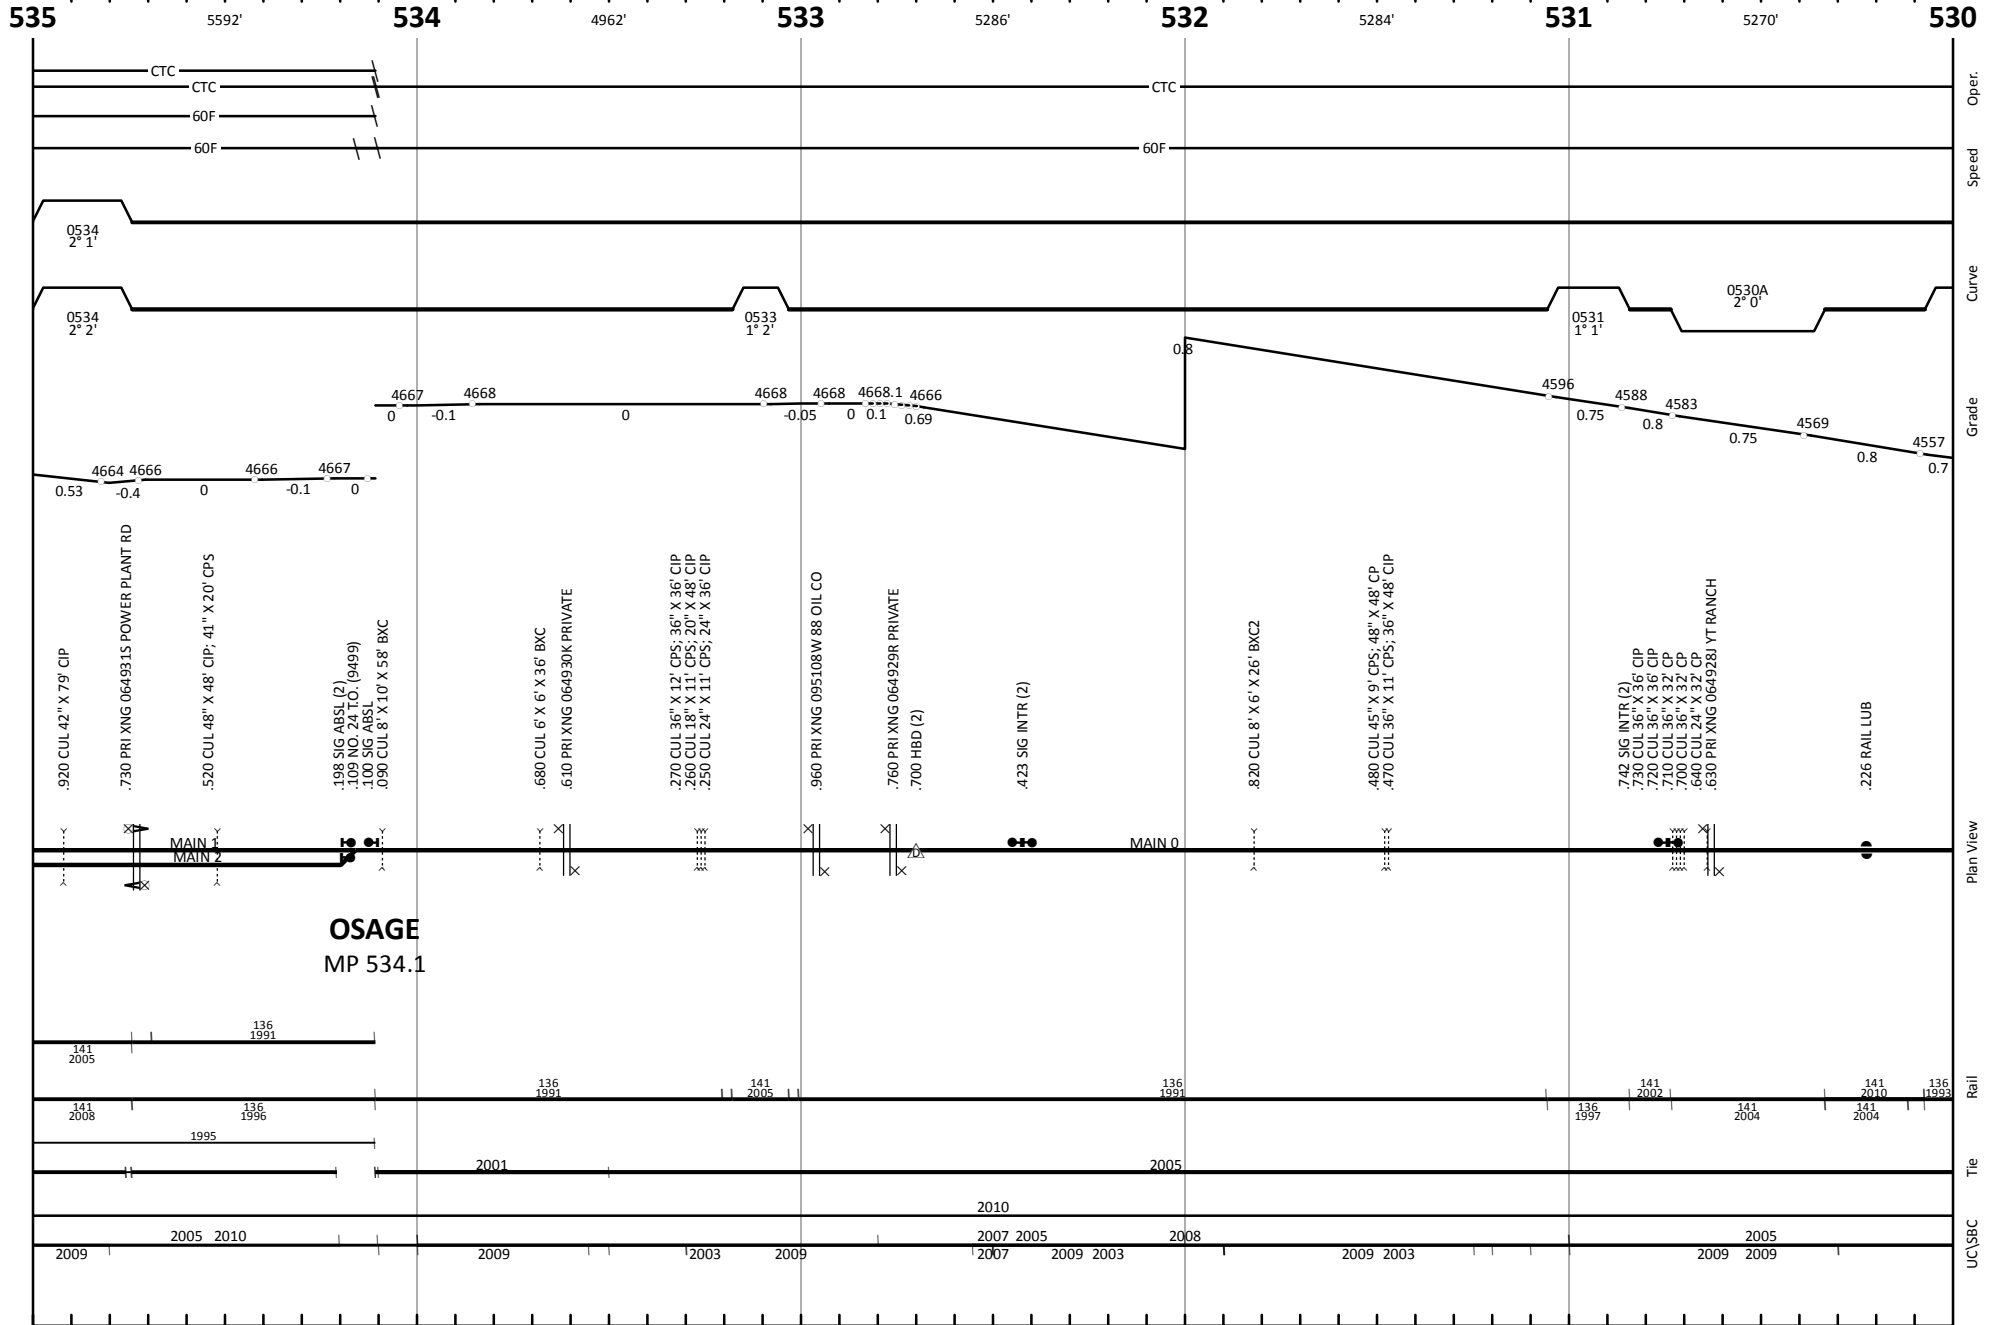 535 5592' 534 4962' 533 5286' 532 5284' 531 5270' 530
CTC
CTC CTC
60F
60F 60F
Oper.
Speed
0534
2° 1'
0534
2° 2'
0533
1° 2'
0531
1° 1'
0530A
2° 0'
Curve
0.8
4667 4668 4668 4668 4668.1 4666
0 -0.1 0 -0.05 0 0.1 0.69
4596 4588 4583 4569 4557
0.75 0.8 0.75 0.8 0.7
4664 4666 4666 4667
0.53 -0.4 0 -0.1 0
Grade
.920 CUL 42" X 79' CIP
.730 PRI XNG 064931S POWER PLANT RD
.520 CUL 48" X 48' CIP; 41" X 20' CPS
.198 SIG ABSL (2)
.109 NO. 24 T.O. (9499)
.100 SIG ABSL
.090 CUL 8' X 10' X 58' BXC
.680 CUL 6' X 6' X 36' BXC
.610 PRI XNG 064930K PRIVATE
.270 CUL 36" X 12' CPS; 36" X 36' CIP
.260 CUL 18" X 11' CPS; 20" X 48' CIP
.250 CUL 24" X 11' CPS; 24" X 36' CIP
.960 PRI XNG 095108W 88 OIL CO
.760 PRI XNG 064929R PRIVATE
.700 HBD (2)
.423 SIG INTR (2)
.820 CUL 8' X 6' X 26' BXC2
.480 CUL 45" X 9' CPS; 48" X 48' CP
.470 CUL 36" X 11' CPS; 36" X 48' CIP
.742 SIG INTR (2)
.730 CUL 36" X 36' CIP
.720 CUL 36" X 36' CIP
.710 CUL 36" X 32' CP
.700 CUL 36" X 32' CP
.640 CUL 24" X 32' CP
.630 PRI XNG 064928J YT RANCH
.226 RAIL LUB
MAIN 1
MAIN 2
MAIN 0
D
Plan View
OSAGE
MP 534.1
136
1991
141
2005
136
1991
141
2005
136
1991
141
2002
141
2010
136
1993
141
2008
136
1996
136
1997
141
2004
141
2004
Rail
1995
2001 2005
Tie
2010
2005 2010 2007 2005 2008 2005
2009 2009 2003 2009 2007 2009 2003 2009 2003 2009 2009
UC\SBC